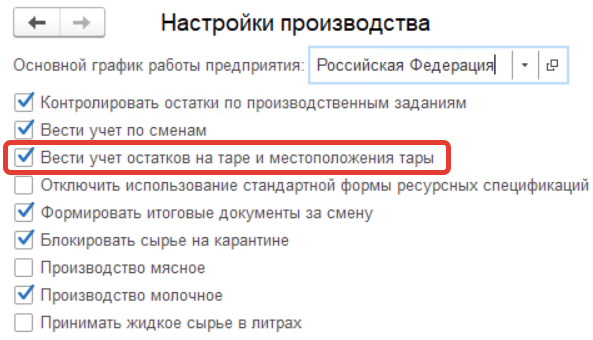 Настройки производства
Основной график работы предприятия: Российская Федерация
Контролировать остатки по производственным заданиям
Вести учет по сменам
Вести учет остатков на таре и местоположения тары
Отключить использование стандартной формы ресурсных спецификаций
Формировать итоговые документы за смену
Блокировать сырье на карантине
Производство мясное
Производство молочное
Принимать жидкое сырье в литрах